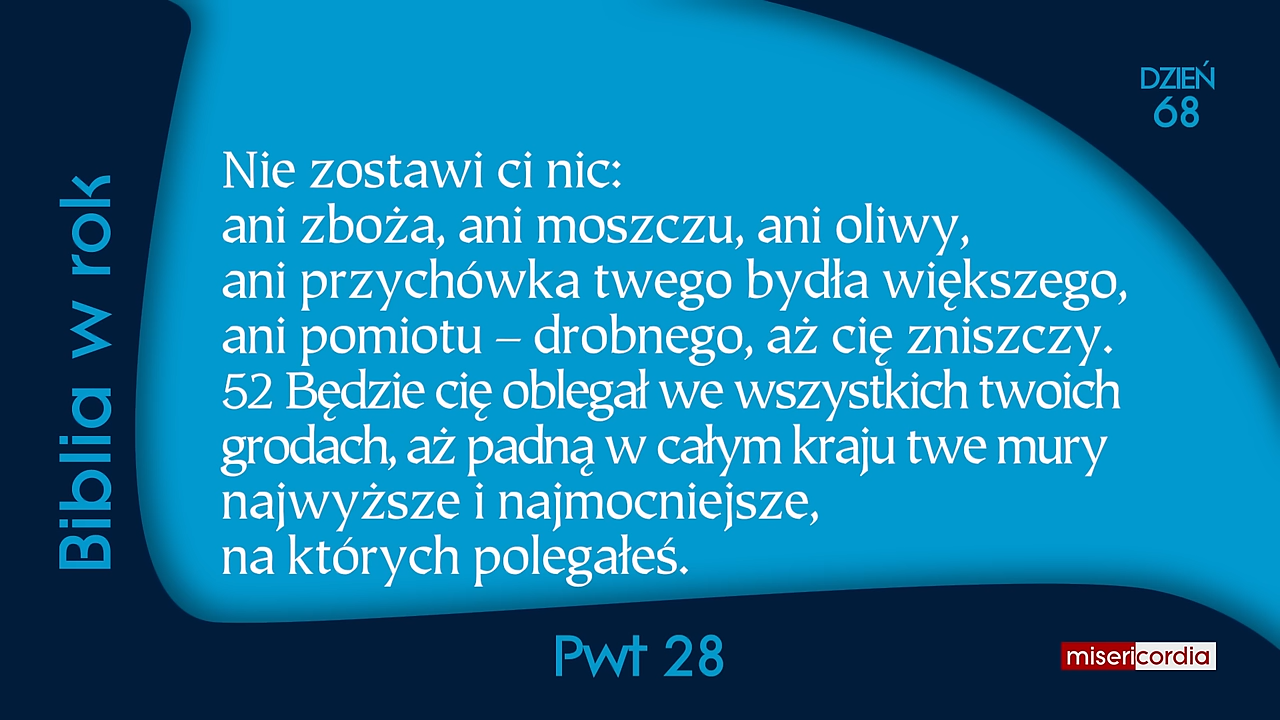 DZIEŃ
68
Biblia w rok
Nie zostawi ci nic:
ani zboża, ani moszczu, ani oliwy,
ani przychówka twego bydła większego,
ani pomiotu – drobnego, aż cię zniszczy.
52 Będzie cię oblegał we wszystkich twoich
grodach, aż padną w całym kraju twe mury
najwyższe i najmocniejsze,
na których polegałeś.
Pwt 28
misericordia